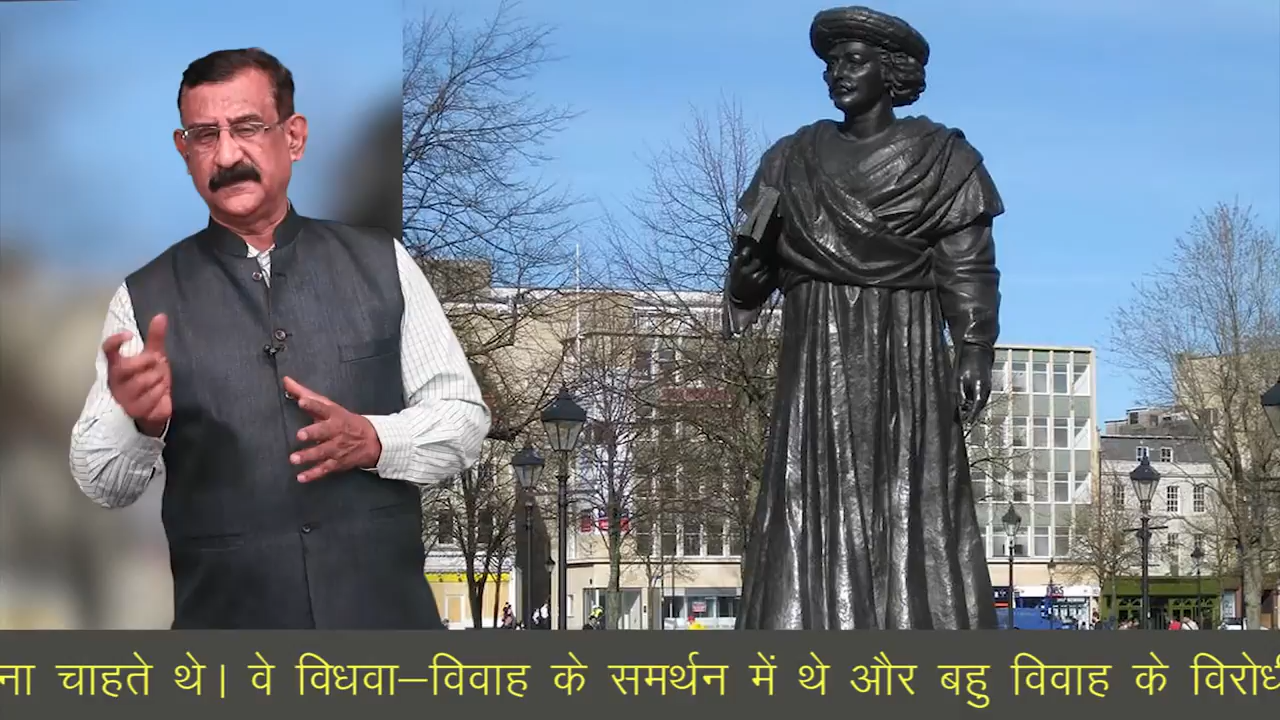 ना चाहते थे। वे विधवा–विवाह के समर्थन में थे और बहु विवाह के विरोधी